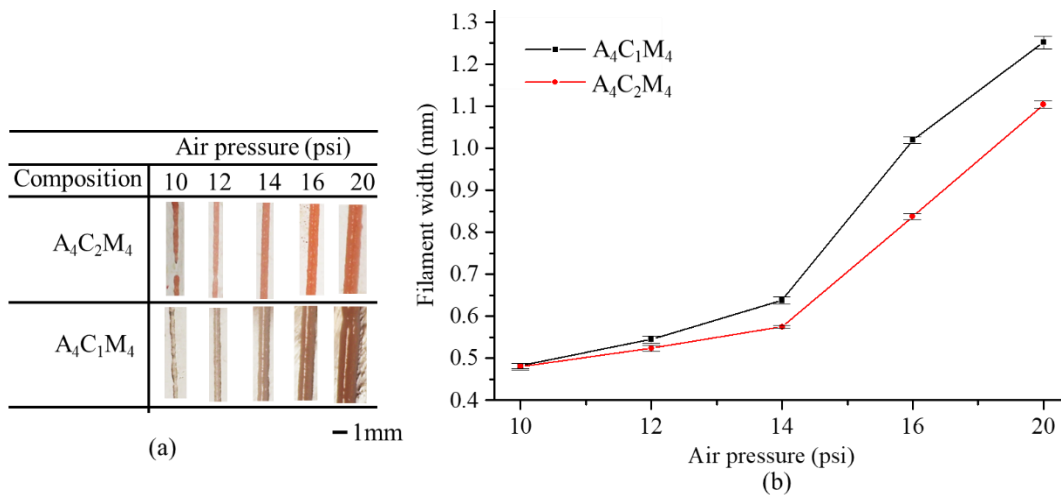 Air pressure (psi)
Composition 10 12 14 16 20
A₄C₂M₄
A₄C₁M₄
1mm
(a)
A₄C₁M₄
A₄C₂M₄
Filament width (mm)
1.3
1.2
1.1
1.0
0.9
0.8
0.7
0.6
0.5
0.4
10 12 14 16 20
Air pressure (psi)
(b)